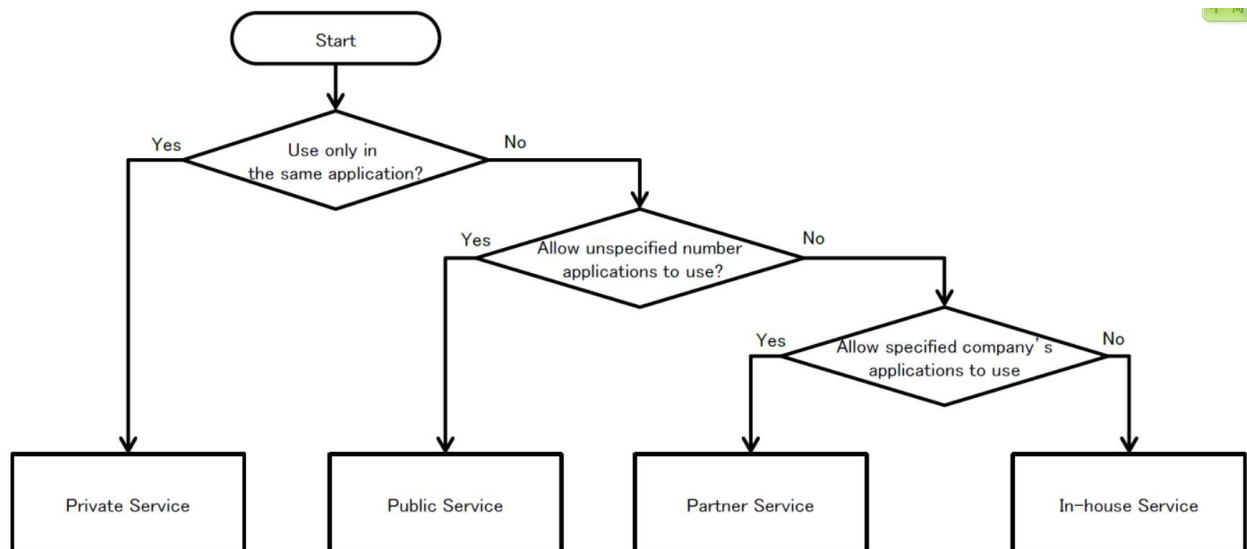 Start
Yes
No
Use only in
the same application?
Yes
No
Allow unspecified number
applications to use?
Yes
No
Allow specified company's
applications to use
Private Service
Public Service
Partner Service
In-house Service